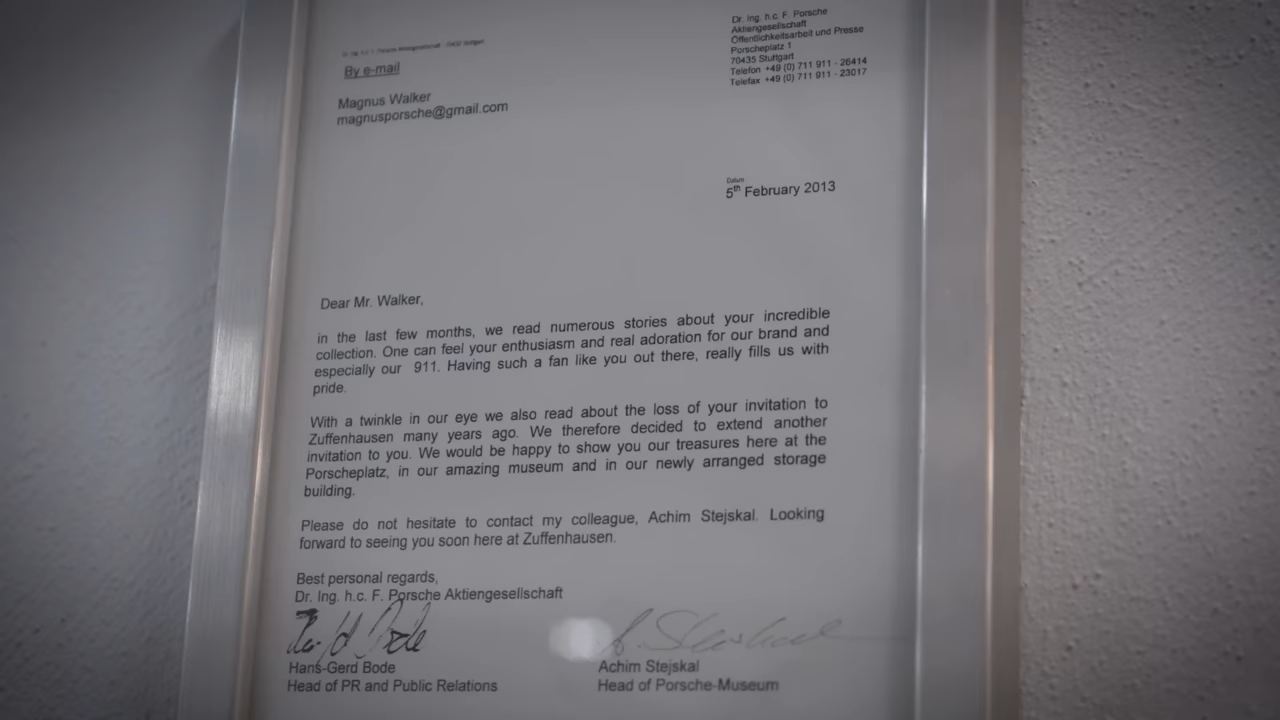 Dr. Ing. h.c. F. Porsche
Aktiengesellschaft
Öffentlichkeitsarbeit und Presse
Porscheplatz 1
70435 Stuttgart
Telefon +49 (0) 711 911 - 26414
Telefax +49 (0) 711 911 - 23017
By e-mail
Magnus Walker
magnusporsche@gmail.com
Datum
5th February 2013
Dear Mr. Walker,
in the last few months, we read numerous stories about your incredible
collection. One can feel your enthusiasm and real adoration for our brand and
especially our 911. Having such a fan like you out there, really fills us with
pride.
With a twinkle in our eye we also read about the loss of your invitation to
Zuffenhausen many years ago. We therefore decided to extend another
invitation to you. We would be happy to show you our treasures here at the
Porscheplatz, in our amazing museum and in our newly arranged storage
building.
Please do not hesitate to contact my colleague, Achim Stejskal. Looking
forward to seeing you soon here at Zuffenhausen.
Best personal regards,
Dr. Ing. h.c. F. Porsche Aktiengesellschaft
Hans-Gerd Bode
Head of PR and Public Relations
Achim Stejskal
Head of Porsche-Museum